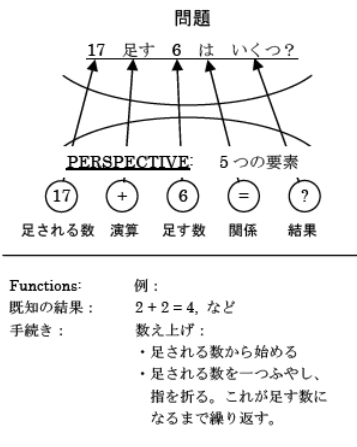 問題
17 足す 6 は いくつ？
PERSPECTIVE: 5つの要素
17 + 6 = ?
足される数 演算 足す数 関係 結果
Functions: 例：
既知の結果： 2 + 2 = 4, など
手続き： 数え上げ：
・足される数から始める
・足される数を一つふやし、
指を折る。これが足す数に
なるまで繰り返す。